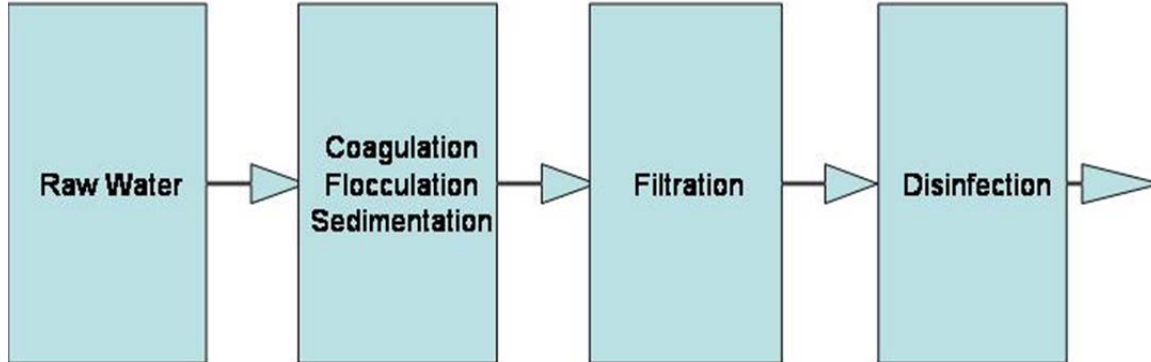 Raw Water
Coagulation
Flocculation
Sedimentation
Filtration
Disinfection